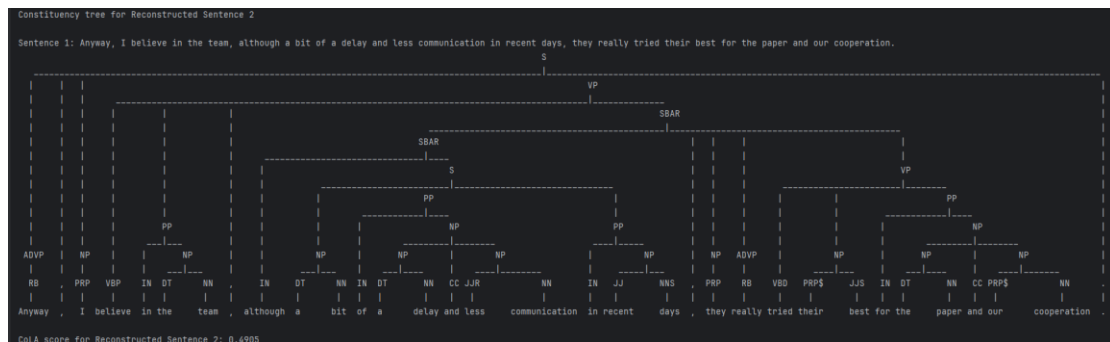 Constituency tree for Reconstructed Sentence 2
Sentence 1: Anyway, I believe in the team, although a bit of a delay and less communication in recent days, they really tried their best for the paper and our cooperation.
S
VP
SBAR
SBAR
S VP
PP PP
PP NP PP NP
ADVP NP NP NP NP NP NP NP ADVP NP NP NP
RB , PRP VBP IN DT NN , IN DT NN IN DT NN CC JJR NN IN JJ NNS , PRP RB VBD PRP$ JJS IN DT NN CC PRP$ NN .
Anyway , I believe in the team , although a bit of a delay and less communication in recent days , they really tried their best for the paper and our cooperation .
CoLA score for Reconstructed Sentence 2: 0.4905